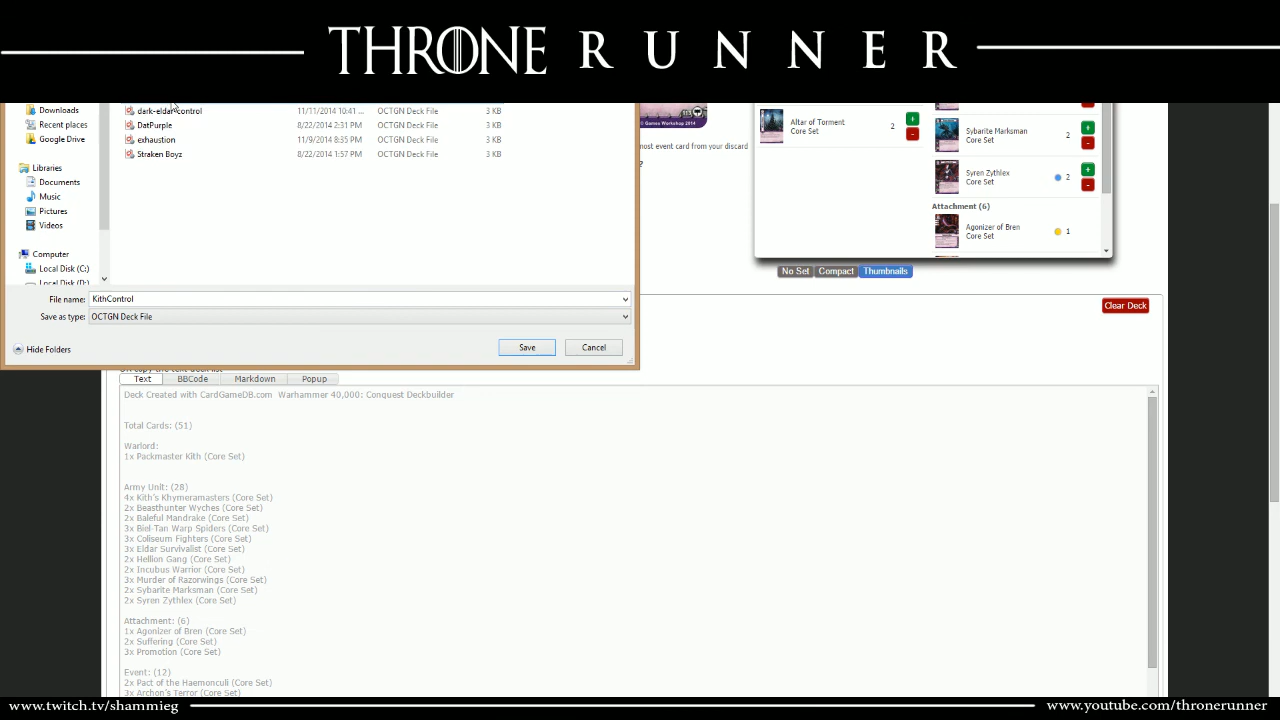 THRONE RUNNER
Downloads
Recent places
Google Drive
Libraries
Documents
Music
Pictures
Videos
Computer
Local Disk (C:)
Local Disk (D:)
dark-eldar-control 11/11/2014 10:41 ... OCTGN Deck File 3 KB
DatPurple 8/22/2014 2:31 PM OCTGN Deck File 3 KB
exhaustion 11/9/2014 8:35 PM OCTGN Deck File 3 KB
Straken Boyz 8/22/2014 1:57 PM OCTGN Deck File 3 KB
File name: KithControl
Save as type: OCTGN Deck File
Hide Folders Save Cancel
© Games Workshop 2014
most event card from your discard
?
Altar of Torment
Core Set
2
+
-
+
-
Sybarite Marksman
Core Set
2
+
-
Syren Zythlex
Core Set
2
+
-
Attachment (6)
Agonizer of Bren
Core Set
1
No Set Compact Thumbnails
Clear Deck
Text BBCode Markdown Popup
Deck Created with CardGameDB.com Warhammer 40,000: Conquest Deckbuilder
Total Cards: (51)
Warlord:
1x Packmaster Kith (Core Set)
Army Unit: (28)
4x Kith's Khymeramasters (Core Set)
2x Beasthunter Wyches (Core Set)
2x Baleful Mandrake (Core Set)
3x Biel-Tan Warp Spiders (Core Set)
3x Coliseum Fighters (Core Set)
3x Eldar Survivalist (Core Set)
2x Hellion Gang (Core Set)
2x Incubus Warrior (Core Set)
3x Murder of Razorwings (Core Set)
2x Sybarite Marksman (Core Set)
2x Syren Zythlex (Core Set)
Attachment: (6)
1x Agonizer of Bren (Core Set)
2x Suffering (Core Set)
3x Promotion (Core Set)
Event: (12)
2x Pact of the Haemonculi (Core Set)
3x Archon's Terror (Core Set)
www.twitch.tv/shammieg
www.youtube.com/thronerunner